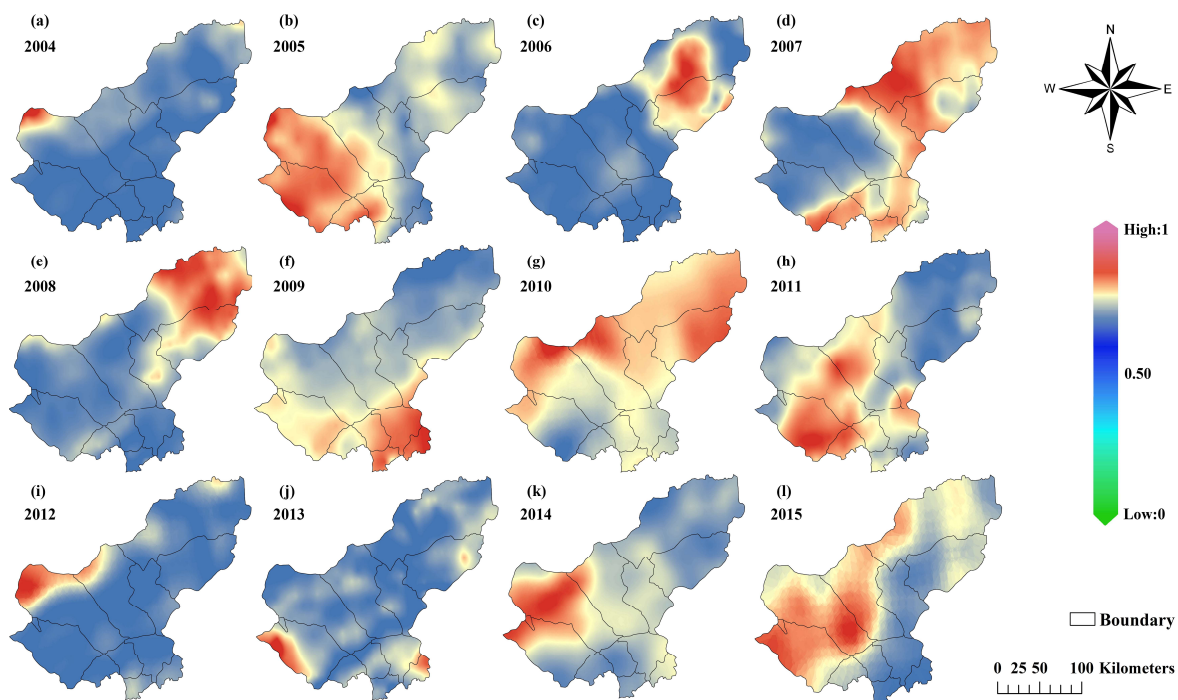 (a)
2004
(b)
2005
(c)
2006
(d)
2007
N
W
E
S
(e)
2008
(f)
2009
(g)
2010
(h)
2011
High:1
0.50
Low:0
(i)
2012
(j)
2013
(k)
2014
(l)
2015
Boundary
0 25 50 100 Kilometers